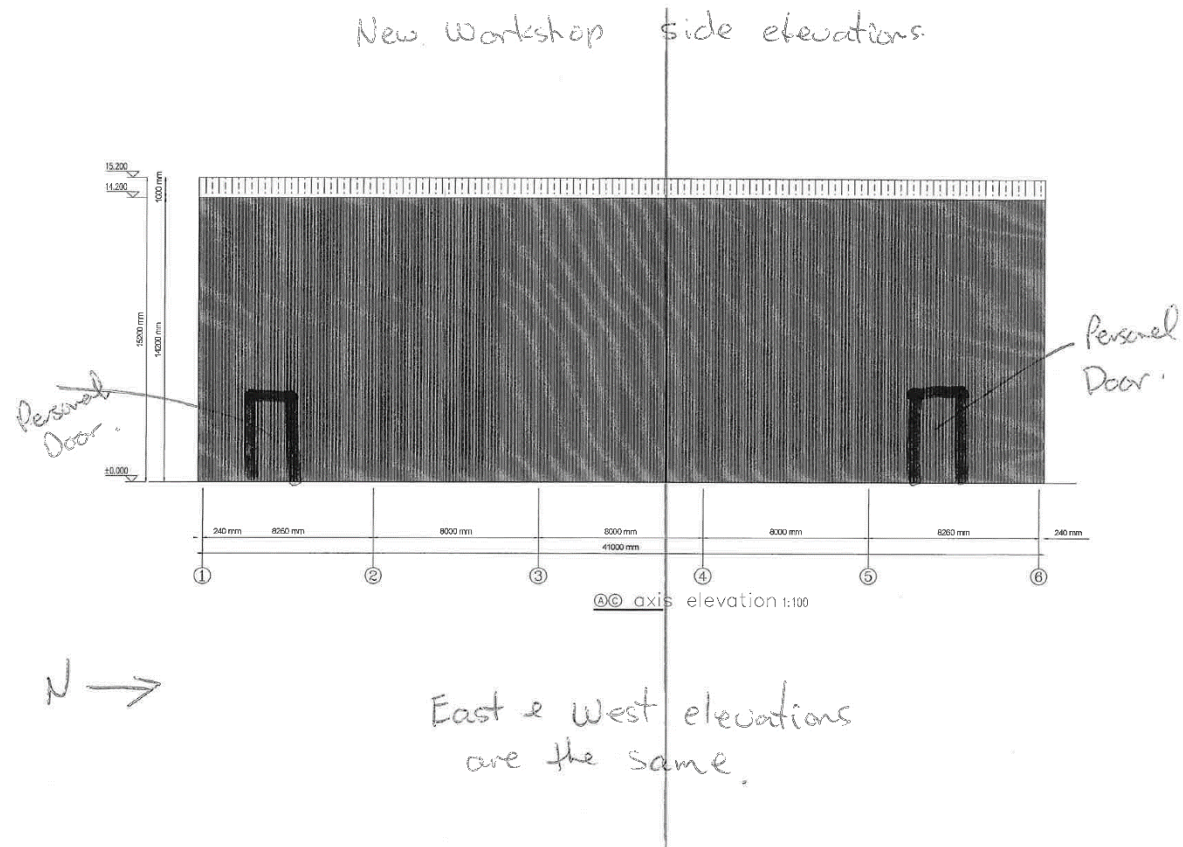 New Workshop side elevations.
15.200
14.200
1000 mm
15200 mm
14200 mm
±0.000
Personal
Door.
Personel
Door.
240 mm 8260 mm 8000 mm 8000 mm 8000 mm 8260 mm 240 mm
41000 mm
1 2 3 4 5 6
ⒶⒸ axis elevation 1:100
N →
East & West elevations
are the same.